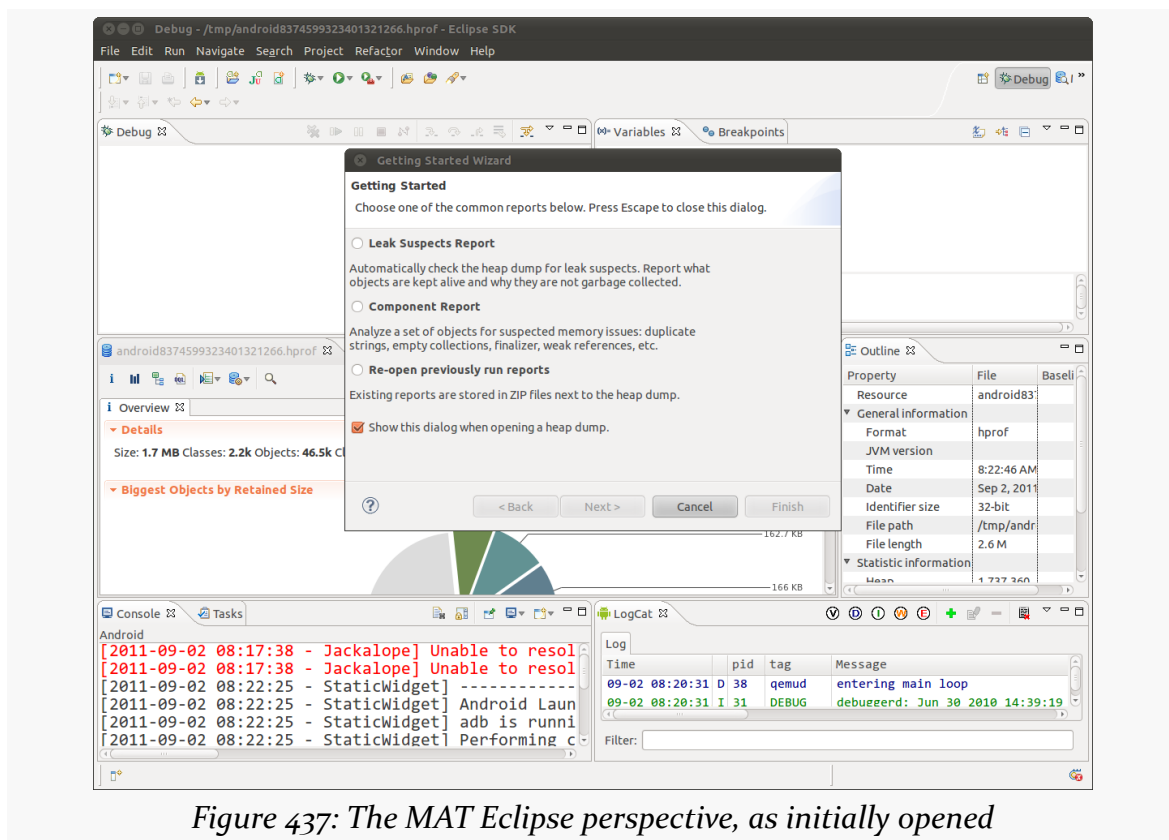 Debug - /tmp/android8374599323401321266.hprof - Eclipse SDK
File Edit Run Navigate Search Project Refactor Window Help
Debug
Debug
Variables
Breakpoints
Getting Started Wizard
Getting Started
Choose one of the common reports below. Press Escape to close this dialog.
Leak Suspects Report
Automatically check the heap dump for leak suspects. Report what
objects are kept alive and why they are not garbage collected.
Component Report
Analyze a set of objects for suspected memory issues: duplicate
strings, empty collections, finalizer, weak references, etc.
Re-open previously run reports
Existing reports are stored in ZIP files next to the heap dump.
Show this dialog when opening a heap dump.
< Back Next > Cancel Finish
android8374599323401321266.hprof
Overview
Details
Size: 1.7 MB Classes: 2.2k Objects: 46.5k Cl
Biggest Objects by Retained Size
162.7 KB
166 KB
Outline
Property File Baseli
Resource android83
General information
Format hprof
JVM version
Time 8:22:46 AM
Date Sep 2, 2011
Identifier size 32-bit
File path /tmp/andr
File length 2.6 M
Statistic information
Heap 1,737,360
Console Tasks
Android
[2011-09-02 08:17:38 - Jackalope] Unable to resol
[2011-09-02 08:17:38 - Jackalope] Unable to resol
[2011-09-02 08:22:25 - StaticWidget] ------------
[2011-09-02 08:22:25 - StaticWidget] Android Laun
[2011-09-02 08:22:25 - StaticWidget] adb is runni
[2011-09-02 08:22:25 - StaticWidget] Performing c
LogCat
V D I W E
Log
Time pid tag Message
09-02 08:20:31 D 38 qemud entering main loop
09-02 08:20:31 I 31 DEBUG debuggerd: Jun 30 2010 14:39:19
Filter:
Figure 437: The MAT Eclipse perspective, as initially opened